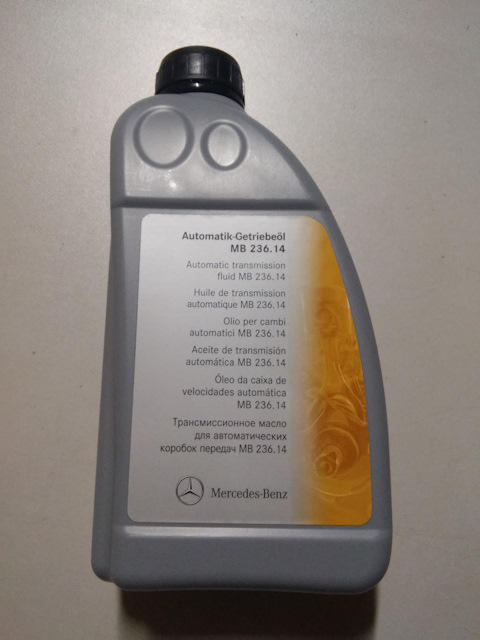 Automatik-Getriebeöl
MB 236.14
Automatic transmission
fluid MB 236.14
Huile de transmission
automatique MB 236.14
Olio per cambi
automatici MB 236.14
Aceite de transmisión
automática MB 236.14
Óleo da caixa de
velocidades automática
MB 236.14
Трансмиссионное масло
для автоматических
коробок передач MB 236.14
Mercedes-Benz